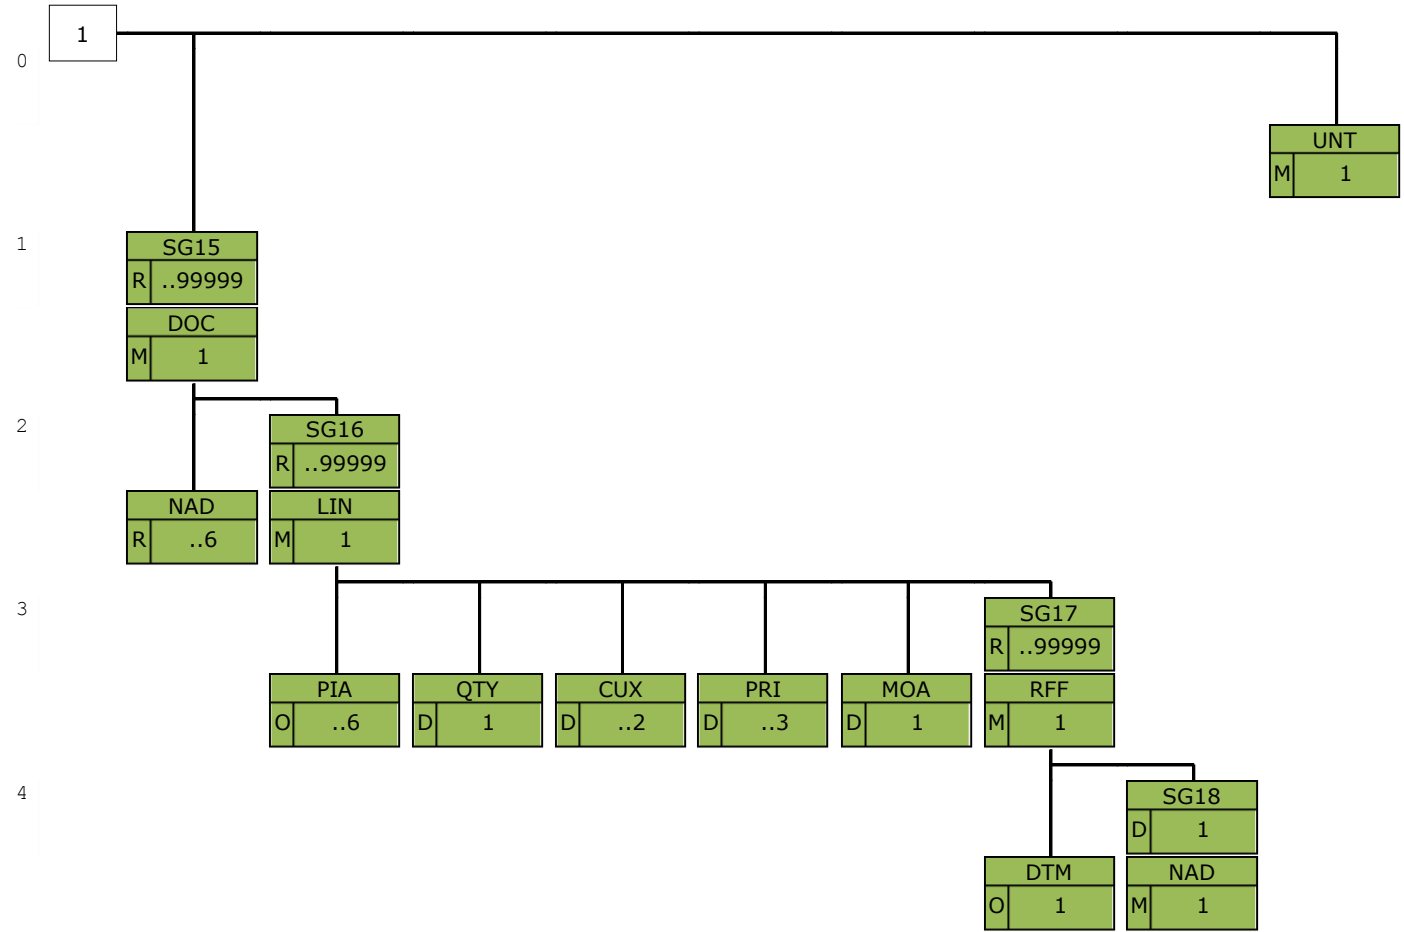 1
0
UNT
M 1
1
SG15
R ..99999
DOC
M 1
2
SG16
R ..99999
NAD
R ..6
LIN
M 1
3
SG17
R ..99999
PIA
O ..6
QTY
D 1
CUX
D ..2
PRI
D ..3
MOA
D 1
RFF
M 1
4
SG18
D 1
DTM
O 1
NAD
M 1